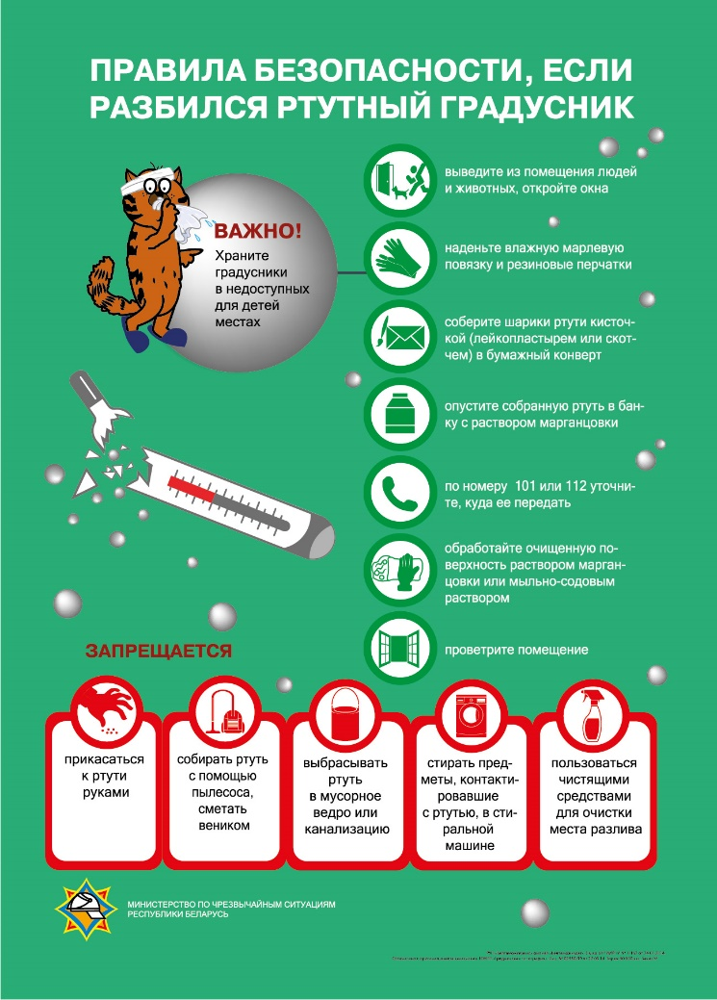 ПРАВИЛА БЕЗОПАСНОСТИ, ЕСЛИ
РАЗБИЛСЯ РТУТНЫЙ ГРАДУСНИК
ВАЖНО!
Храните
градусники
в недоступных
для детей
местах
выведите из помещения людей
и животных, откройте окна
наденьте влажную марлевую
повязку и резиновые перчатки
соберите шарики ртути кисточ-
кой (лейкопластырем или скот-
чем) в бумажный конверт
опустите собранную ртуть в бан-
ку с раствором марганцовки
по номеру 101 или 112 уточни-
те, куда ее передать
обработайте очищенную по-
верхность раствором марган-
цовки или мыльно-содовым
раствором
проветрите помещение
ЗАПРЕЩАЕТСЯ
прикасаться
к ртути
руками
собирать ртуть
с помощью
пылесоса,
сметать
веником
выбрасывать
ртуть
в мусорное
ведро или
канализацию
стирать пред-
меты, контакти-
ровавшие
с ртутью, в сти-
ральной
машине
пользоваться
чистящими
средствами
для очистки
места разлива
МИНИСТЕРСТВО ПО ЧРЕЗВЫЧАЙНЫМ СИТУАЦИЯМ
РЕСПУБЛИКИ БЕЛАРУСЬ